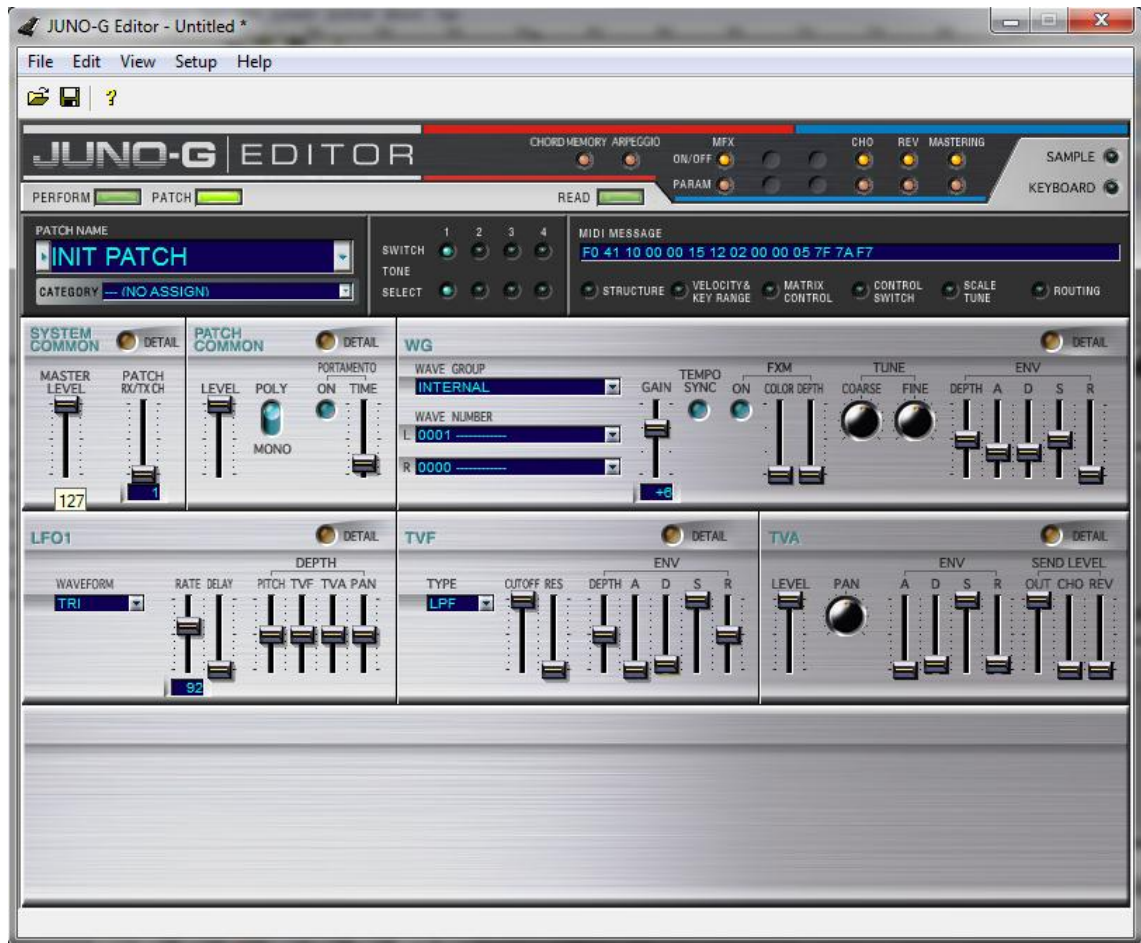 JUNO-G Editor - Untitled *
File Edit View Setup Help
JUNO-G EDITOR
CHORD MEMORY ARPEGGIO MFX CHO REV MASTERING
ON/OFF
PARAM
SAMPLE
KEYBOARD
PERFORM PATCH READ
PATCH NAME
INIT PATCH
CATEGORY --- (NO ASSIGN)
1 2 3 4
SWITCH
TONE
SELECT
MIDI MESSAGE
F0 41 10 00 00 15 12 02 00 00 05 7F 7A F7
STRUCTURE VELOCITY & KEY RANGE MATRIX CONTROL CONTROL SWITCH SCALE TUNE ROUTING
SYSTEM COMMON DETAIL
MASTER LEVEL PATCH RX/TX CH
127
1
PATCH COMMON DETAIL
LEVEL POLY PORTAMENTO ON TIME
MONO
WG DETAIL
WAVE GROUP
INTERNAL
WAVE NUMBER
L 0001 ------------
R 0000 ------------
GAIN TEMPO SYNC FXM ON COLOR DEPTH
TUNE COARSE FINE
ENV DEPTH A D S R
+6
LFO1 DETAIL
WAVEFORM
TRI
RATE DELAY
DEPTH
PITCH TVF TVA PAN
92
TVF DETAIL
TYPE
LPF
CUTOFF RES
ENV
DEPTH A D S R
TVA DETAIL
LEVEL PAN
ENV
A D S R
SEND LEVEL
OUT CHO REV